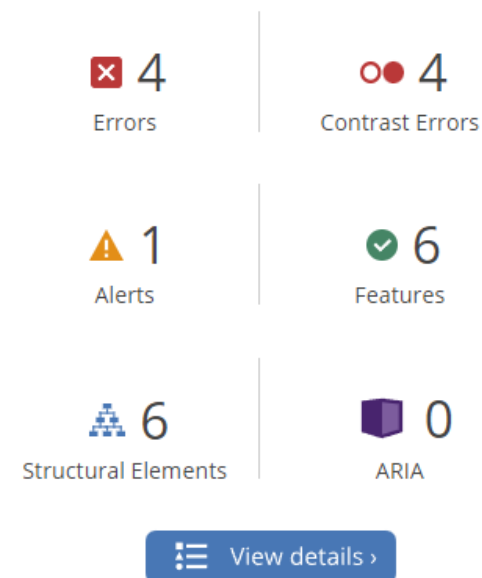 4
Errors
4
Contrast Errors
1
Alerts
6
Features
6
Structural Elements
0
ARIA
View details ›